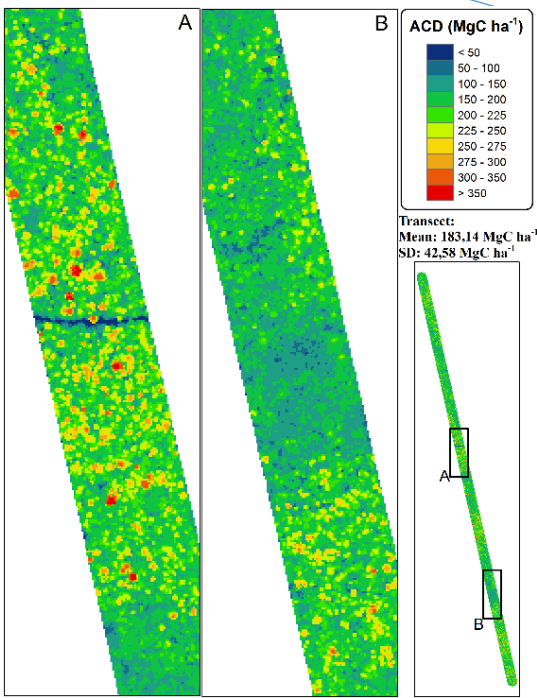 A
B
ACD (MgC ha⁻¹)
< 50
50 - 100
100 - 150
150 - 200
200 - 225
225 - 250
250 - 275
275 - 300
300 - 350
> 350
Transect:
Mean: 183,14 MgC ha⁻¹
SD: 42,58 MgC ha⁻¹
A
B